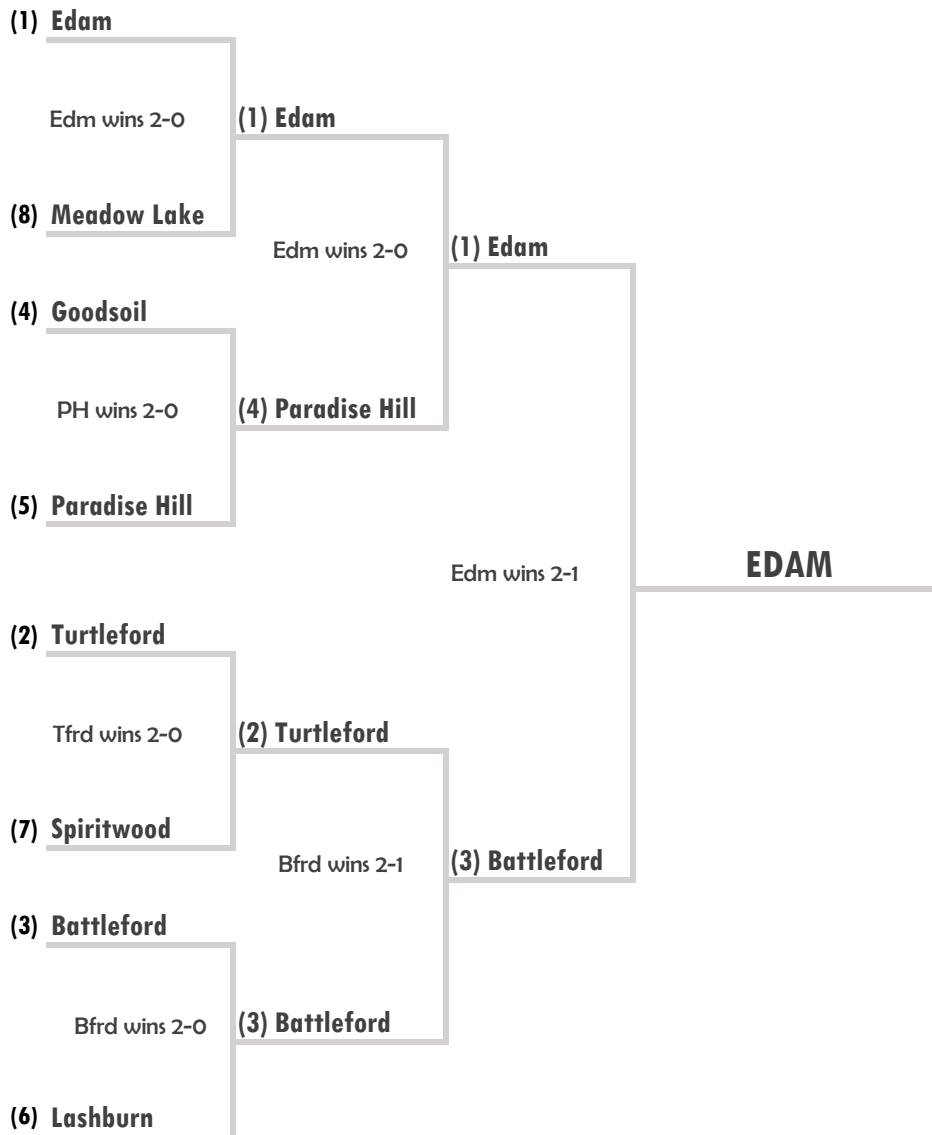 (1) Edam
Edm wins 2-0
(1) Edam
(8) Meadow Lake
Edm wins 2-0
(1) Edam
(4) Goodsoil
PH wins 2-0
(4) Paradise Hill
(5) Paradise Hill
Edm wins 2-1
EDAM
(2) Turtleford
Tfrd wins 2-0
(2) Turtleford
(7) Spiritwood
Bfrd wins 2-1
(3) Battleford
(3) Battleford
Bfrd wins 2-0
(3) Battleford
(6) Lashburn